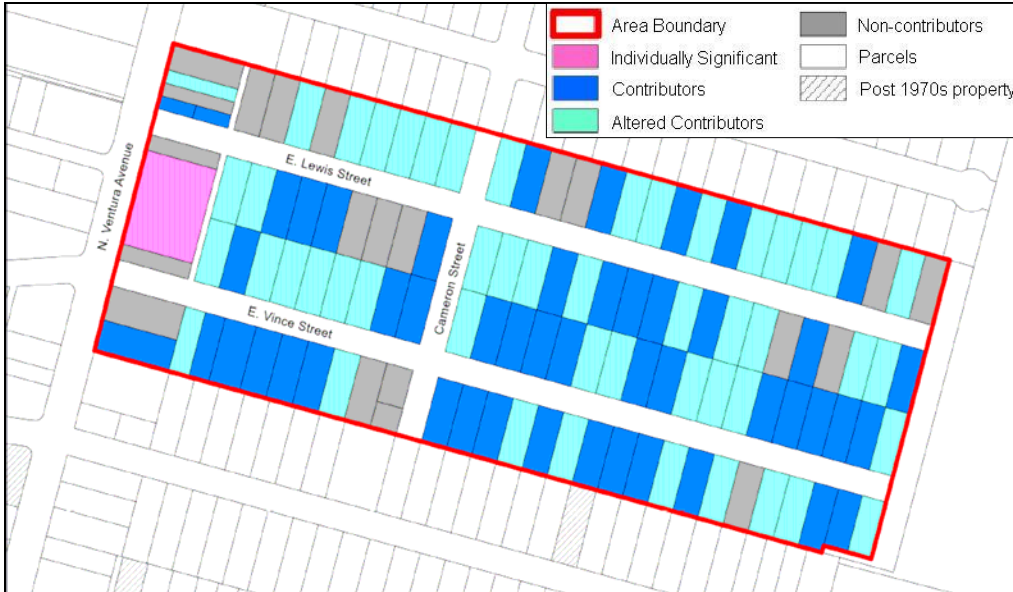 Area Boundary
Individually Significant
Contributors
Altered Contributors
Non-contributors
Parcels
Post 1970s property
E. Lewis Street
N. Ventura Avenue
Cameron Street
E. Vince Street